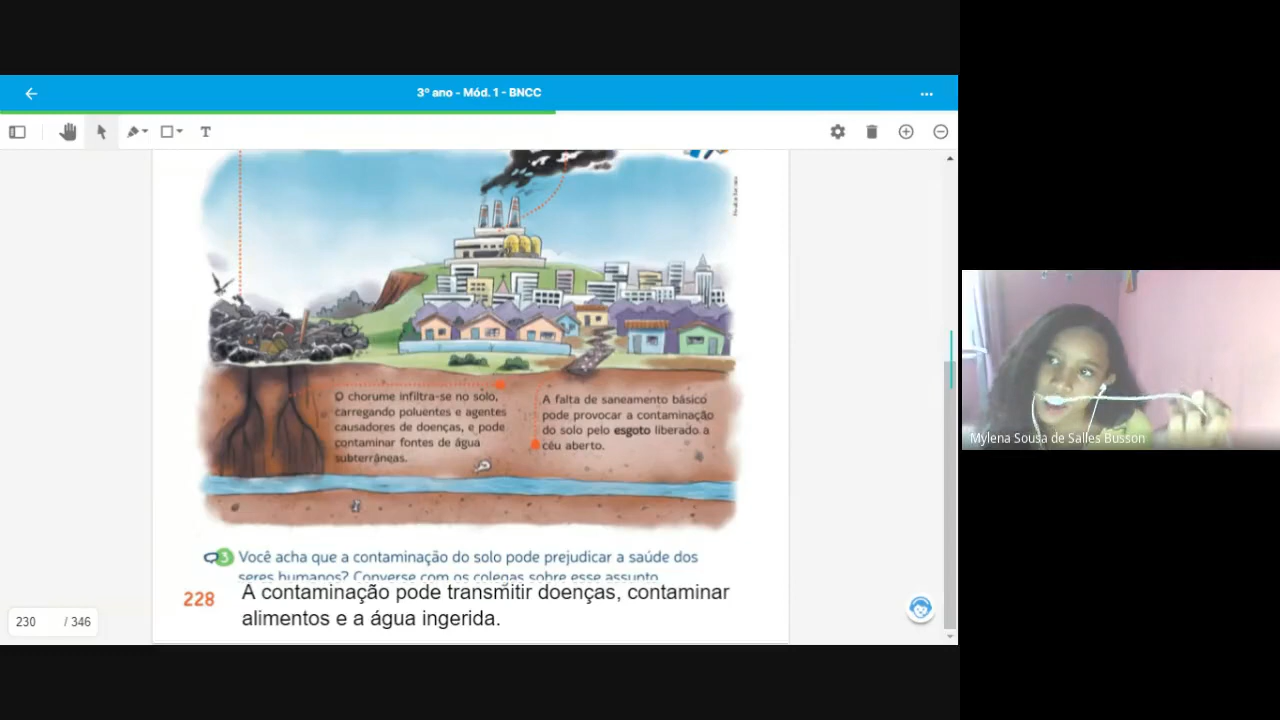 3º ano - Mód. 1 - BNCC
T
O chorume infiltra-se no solo,
carregando poluentes e agentes
causadores de doenças, e pode
contaminar fontes de água
subterrâneas.
A falta de saneamento básico
pode provocar a contaminação
do solo pelo esgoto liberado a
céu aberto.
3 Você acha que a contaminação do solo pode prejudicar a saúde dos
seres humanos? Converse com os colegas sobre esse assunto
228
A contaminação pode transmitir doenças, contaminar
alimentos e a água ingerida.
230 / 346
Mylena Sousa de Salles Busson